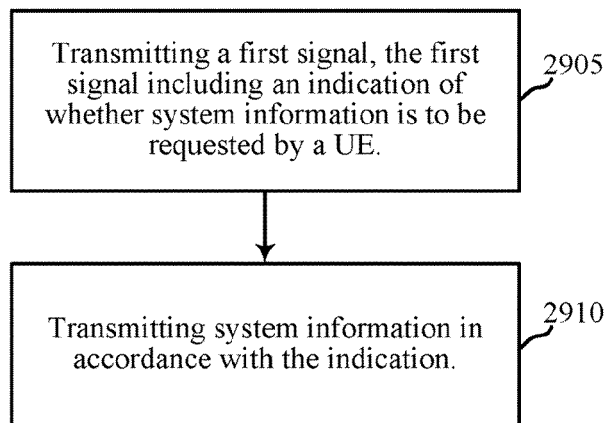 Transmitting a first signal, the first
signal including an indication of
whether system information is to be
requested by a UE.
2905
Transmitting system information in
accordance with the indication.
2910